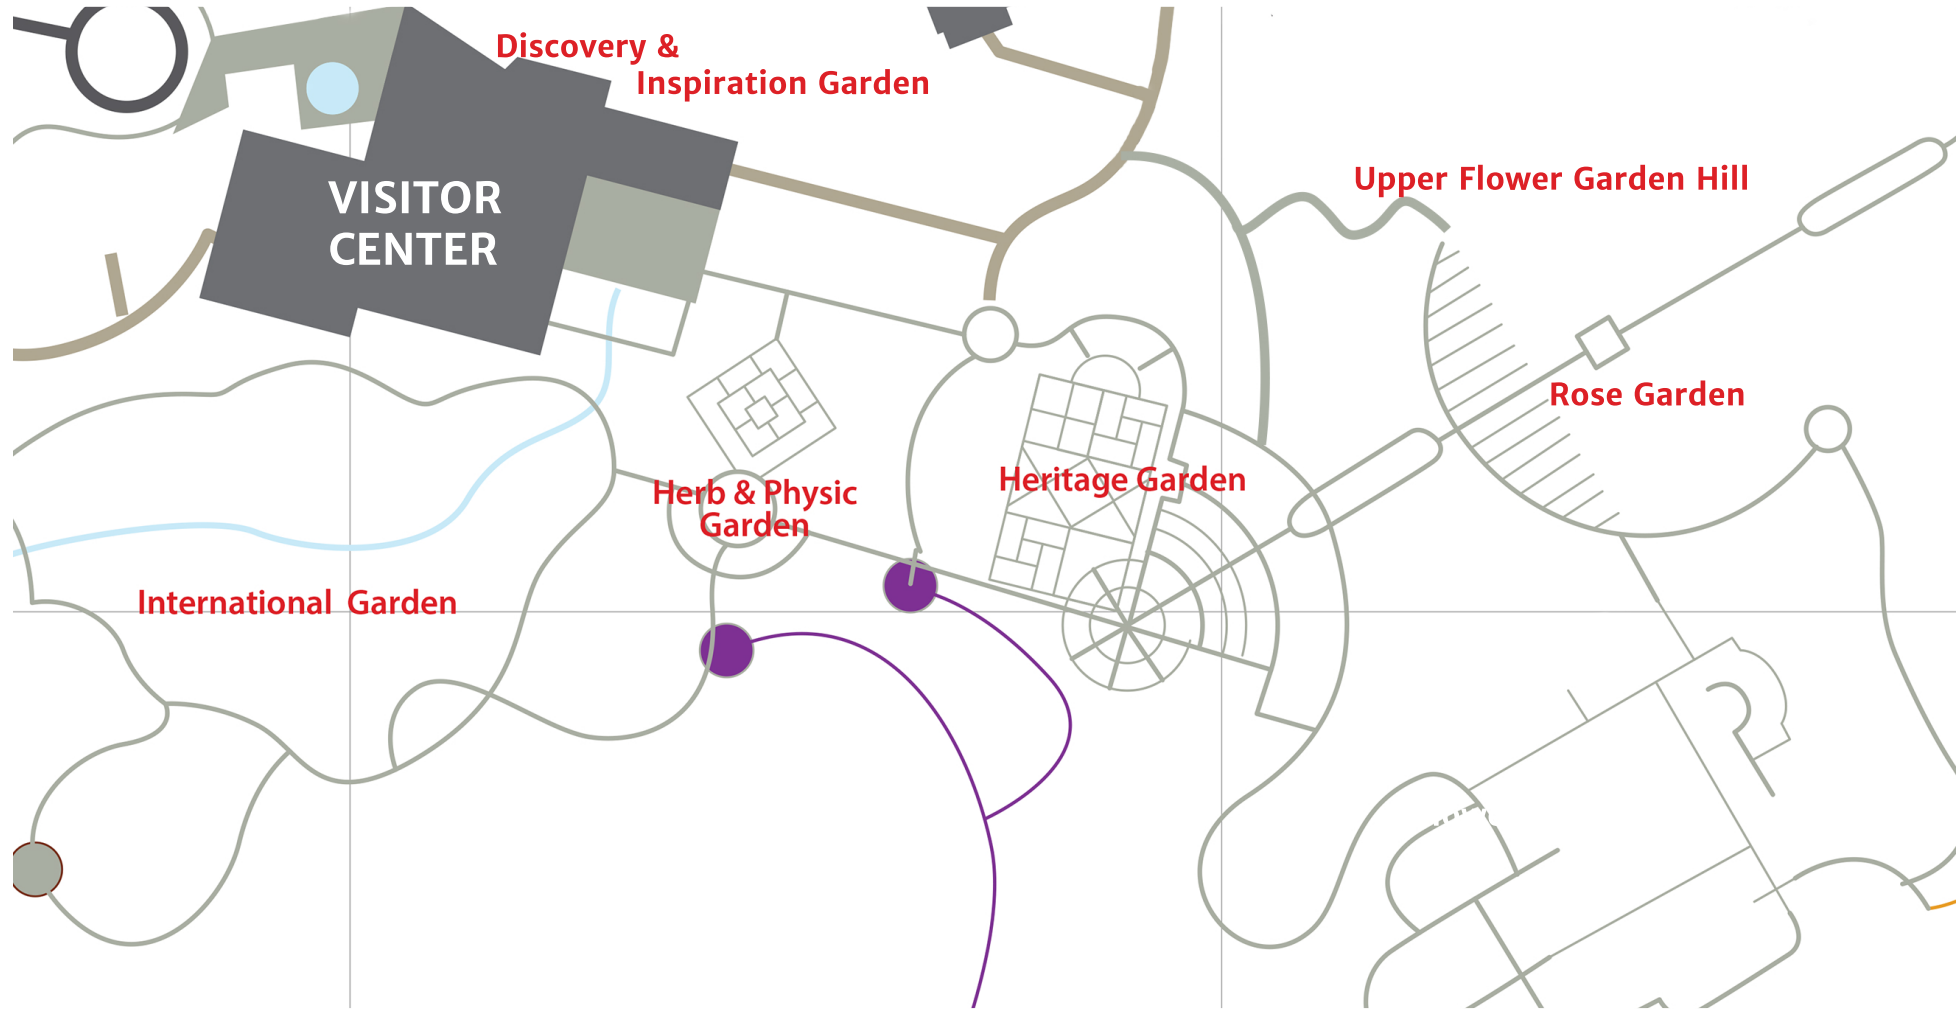 Discovery &
Inspiration Garden
VISITOR
CENTER
Upper Flower Garden Hill
Rose Garden
Heritage Garden
Herb & Physic
Garden
International Garden